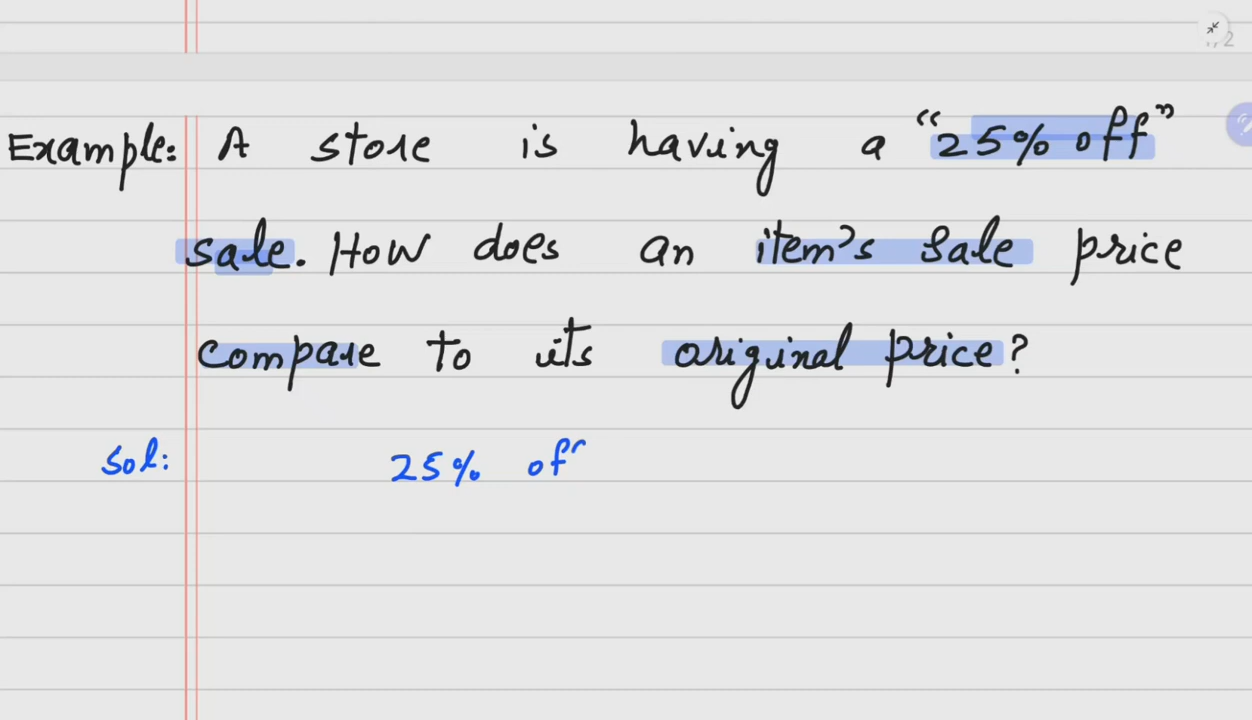 Example: A store is having a "25% off"
sale. How does an item's sale price
compare to its original price?
Sol: 25% off